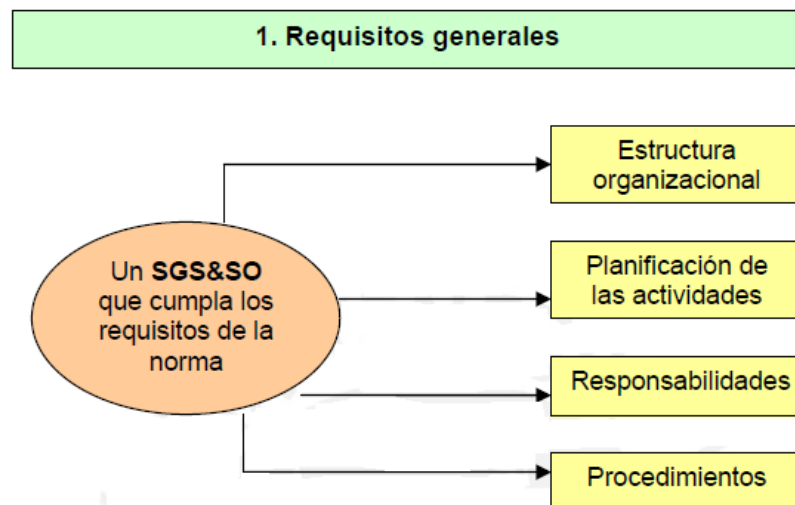 1. Requisitos generales
Un SGS&SO
que cumpla los
requisitos de la
norma
Estructura
organizacional
Planificación de
las actividades
Responsabilidades
Procedimientos